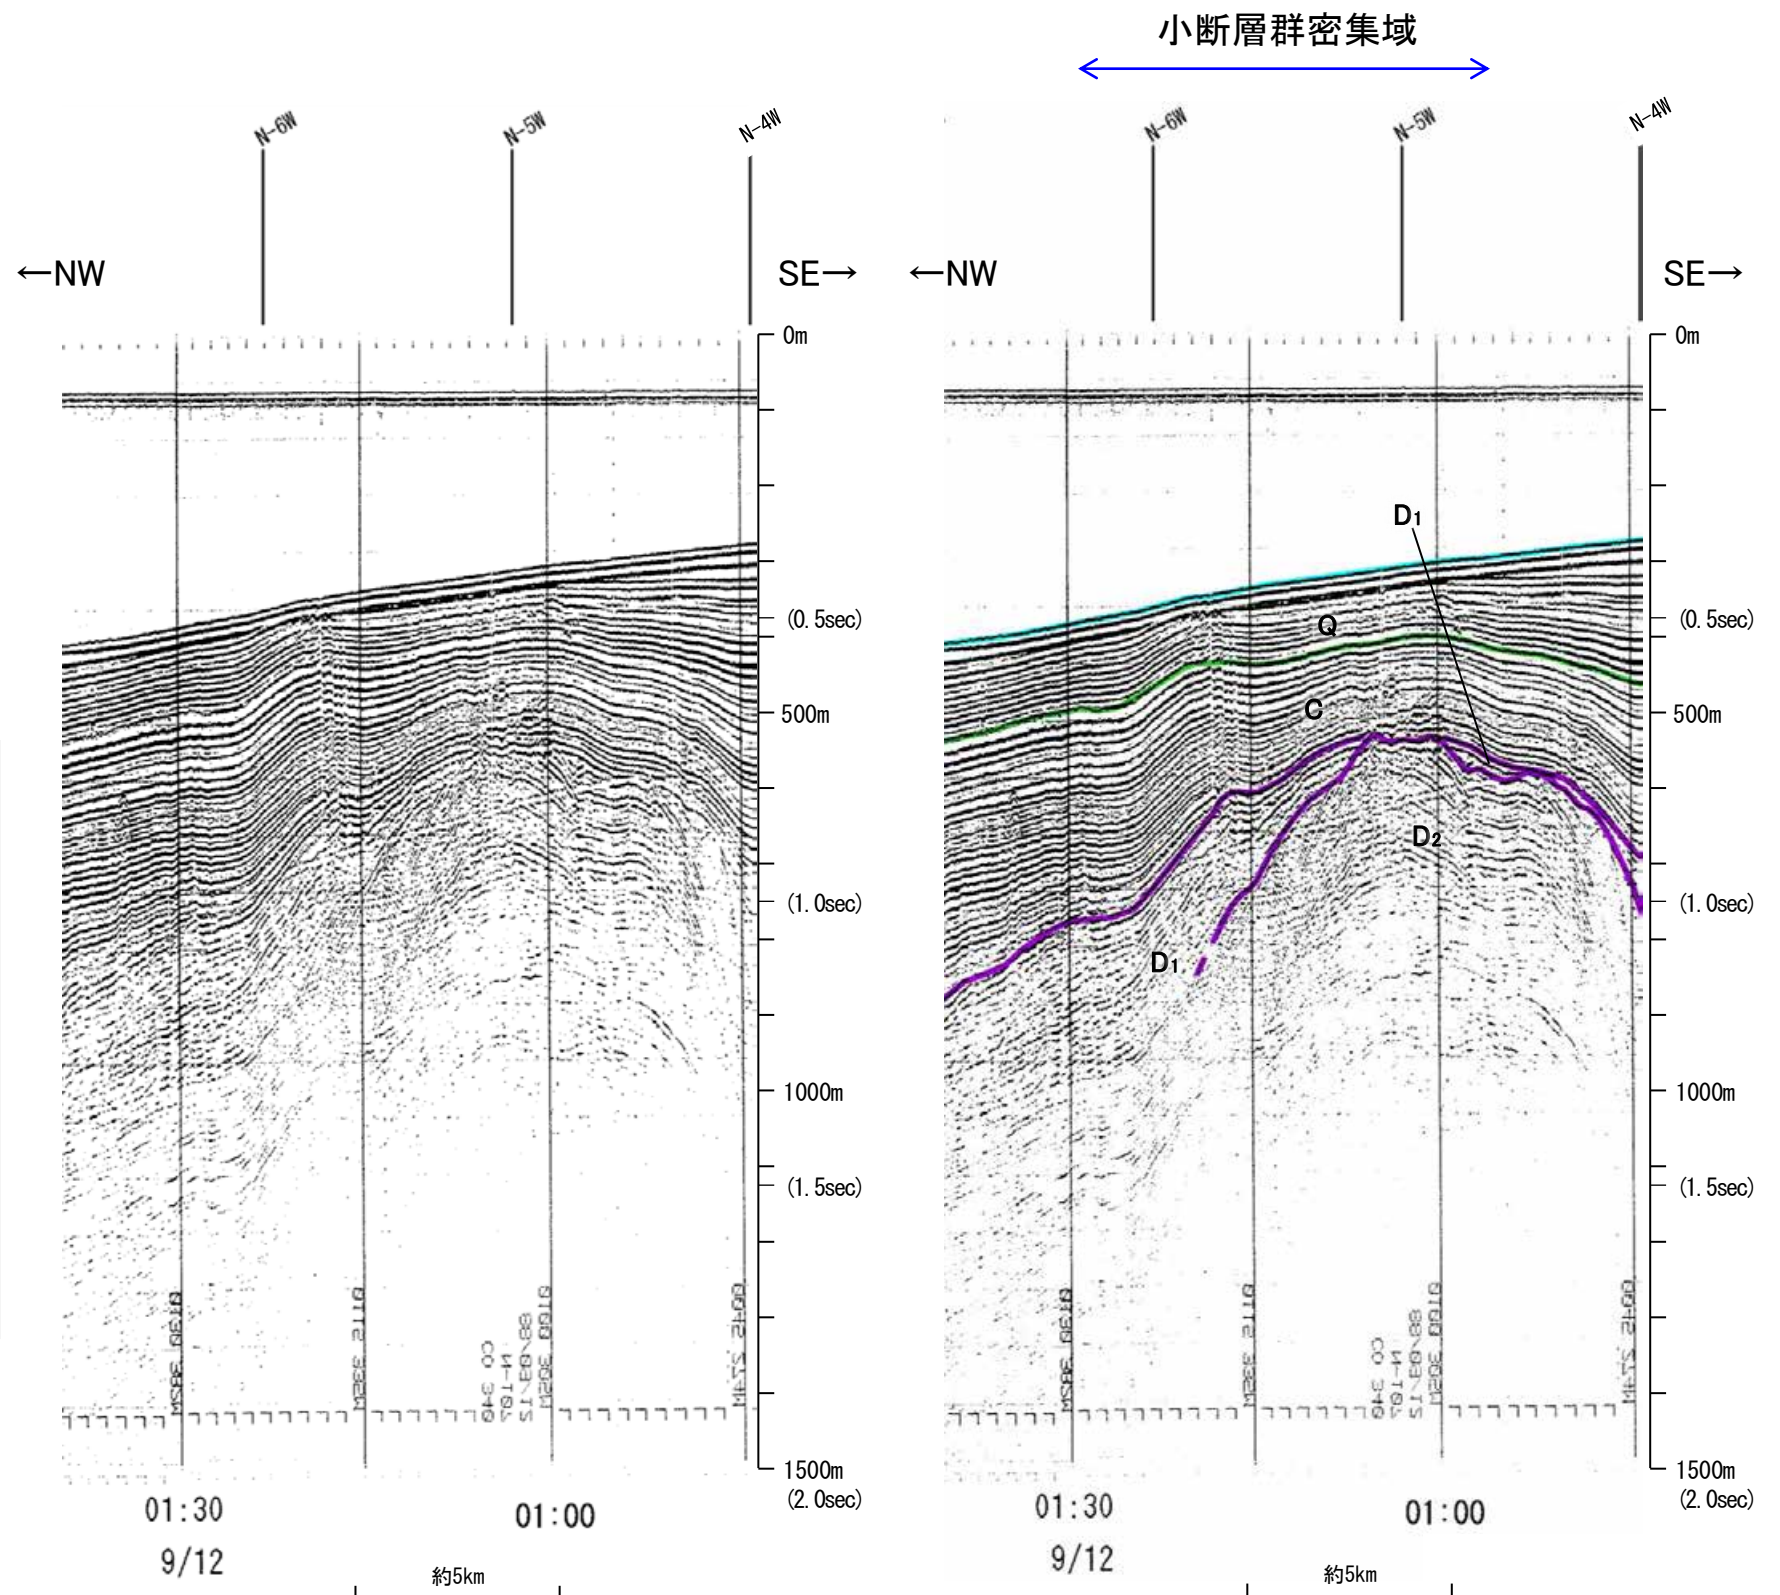 小断層群密集域
N-6W
N-5W
N-4W
←NW
SE→
0m
(0.5sec)
500m
(1.0sec)
1000m
(1.5sec)
1500m
(2.0sec)
01:30
01:00
9/12
約5km
N-6W
N-5W
N-4W
←NW
SE→
0m
D1
Q
(0.5sec)
C
500m
D2
(1.0sec)
D1
1000m
(1.5sec)
1500m
(2.0sec)
01:30
01:00
9/12
約5km